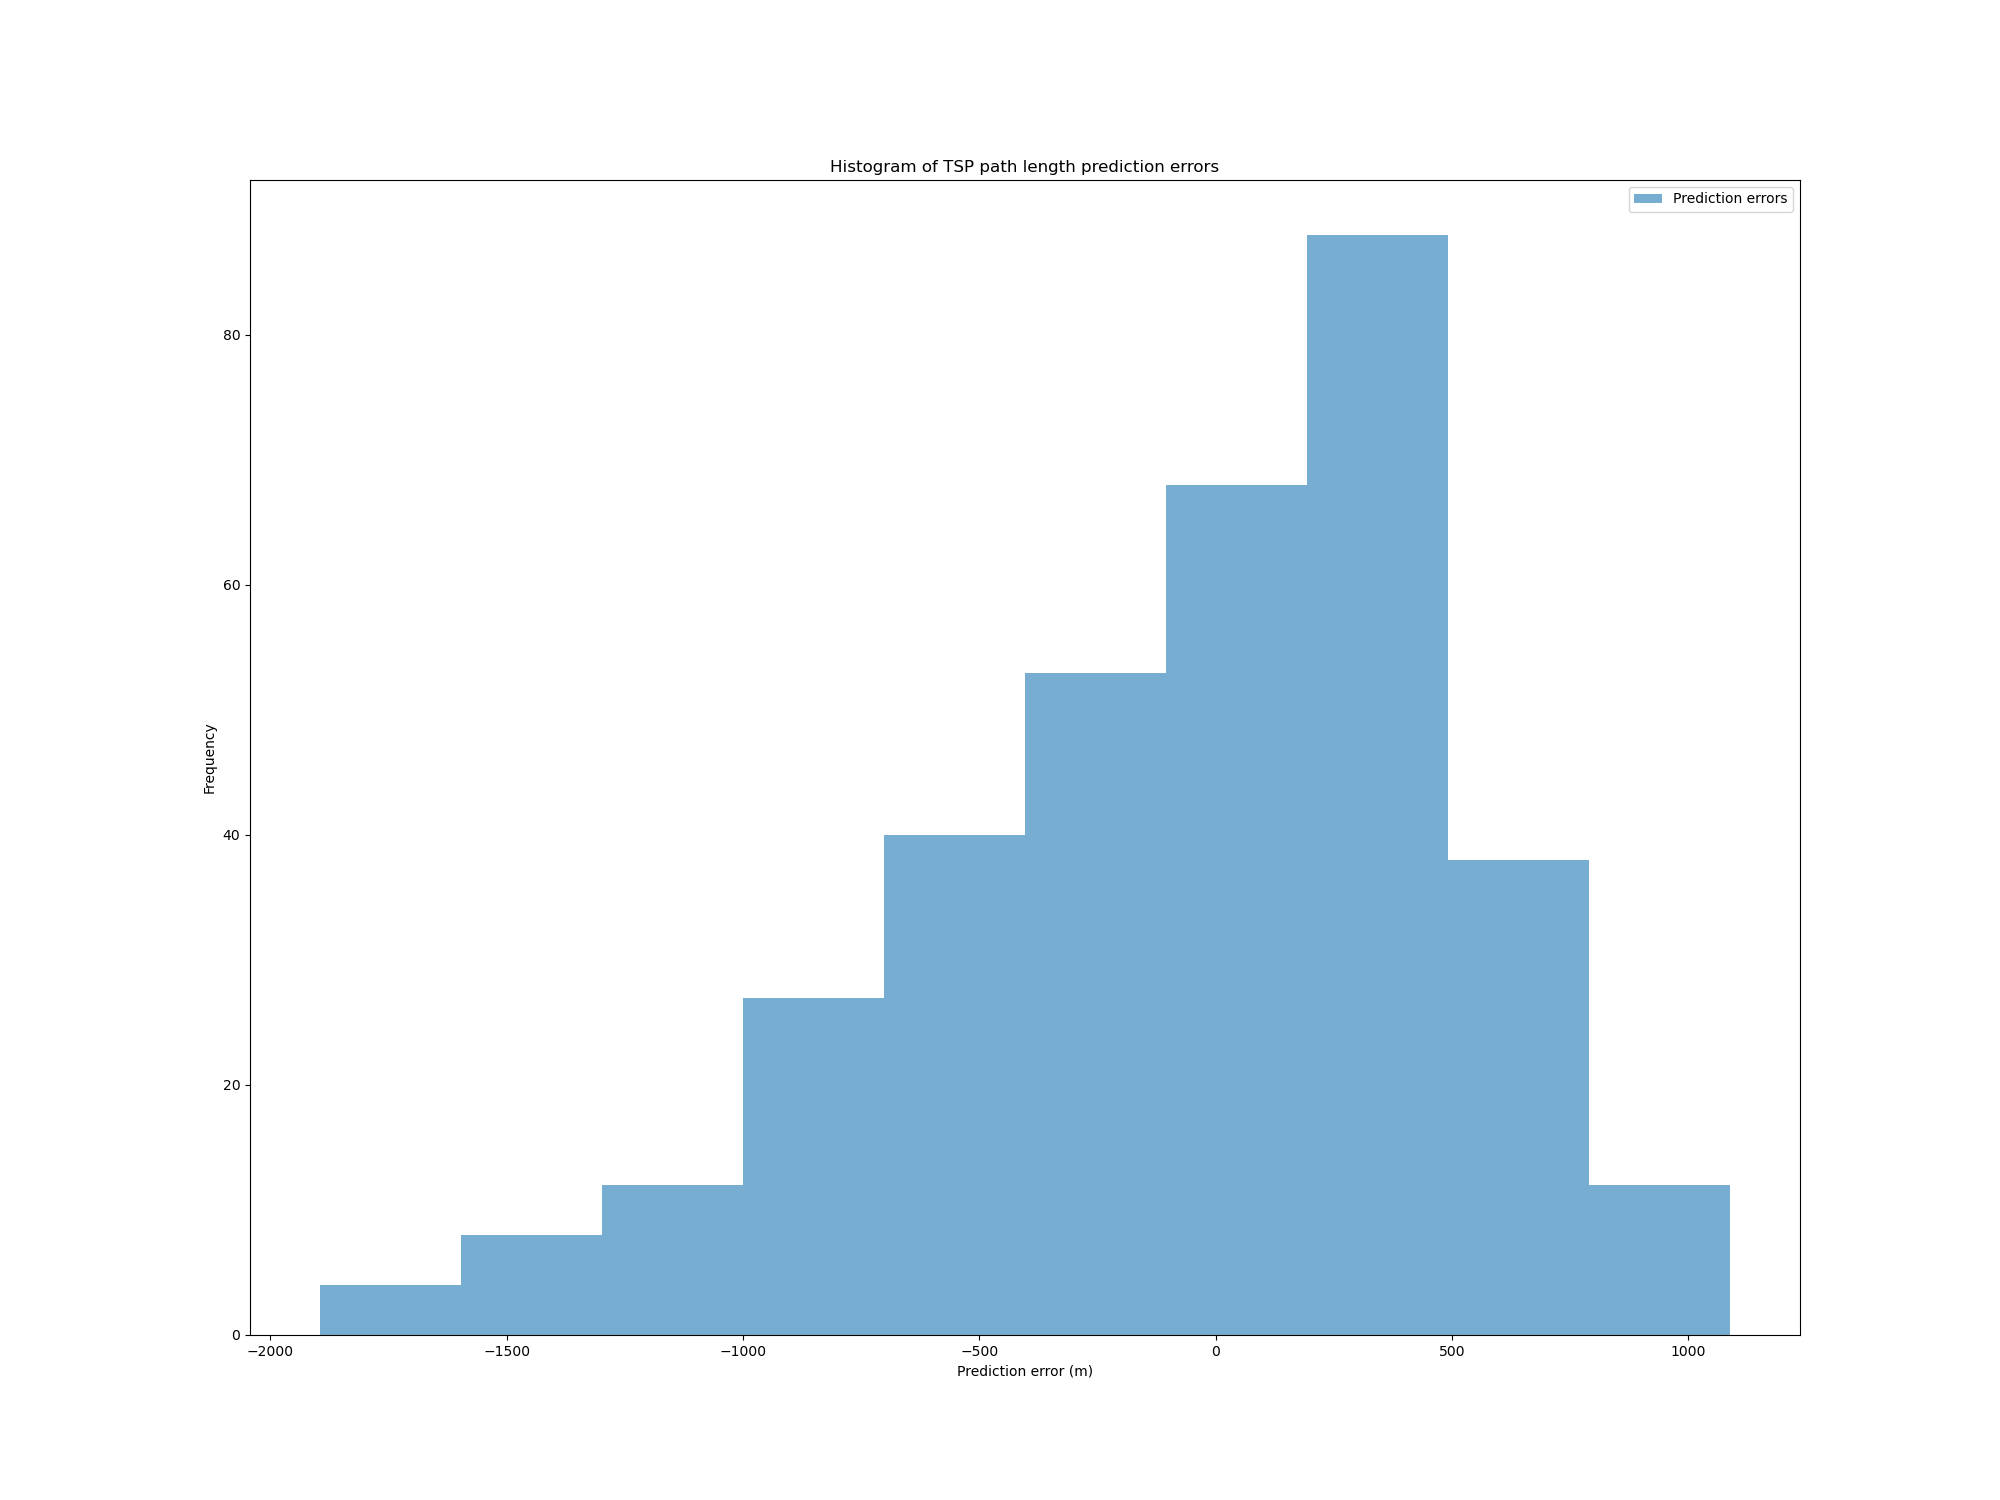 Histogram of TSP path length prediction errors
Prediction errors
80
60
40
20
0
Frequency
−2000 −1500 −1000 −500 0 500 1000
Prediction error (m)